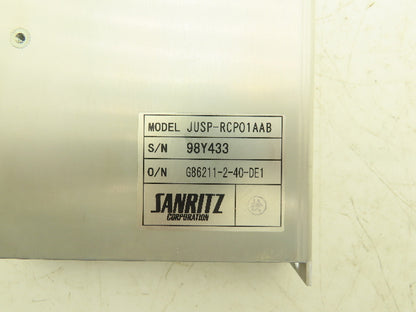 MODEL JUSP-RCP01AAB
S/N 98Y433
O/N G86211-2-40-DE1
SANRITZ
CORPORATION